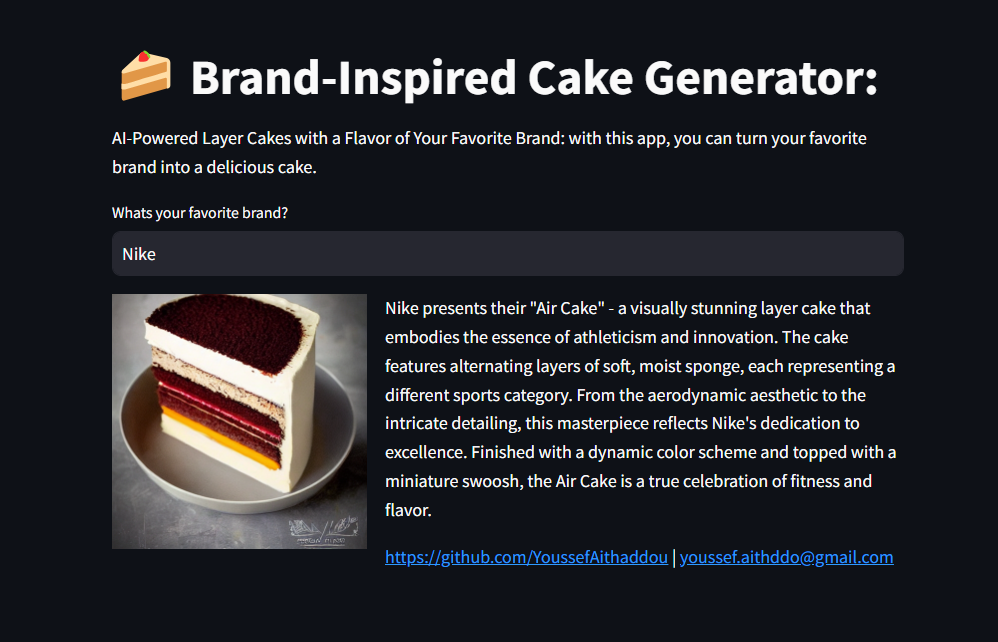 Brand-Inspired Cake Generator:
AI-Powered Layer Cakes with a Flavor of Your Favorite Brand: with this app, you can turn your favorite
brand into a delicious cake.
Whats your favorite brand?
Nike
Nike presents their "Air Cake" - a visually stunning layer cake that
embodies the essence of athleticism and innovation. The cake
features alternating layers of soft, moist sponge, each representing a
different sports category. From the aerodynamic aesthetic to the
intricate detailing, this masterpiece reflects Nike's dedication to
excellence. Finished with a dynamic color scheme and topped with a
miniature swoosh, the Air Cake is a true celebration of fitness and
flavor.
https://github.com/YoussefAithaddou | youssef.aithddo@gmail.com